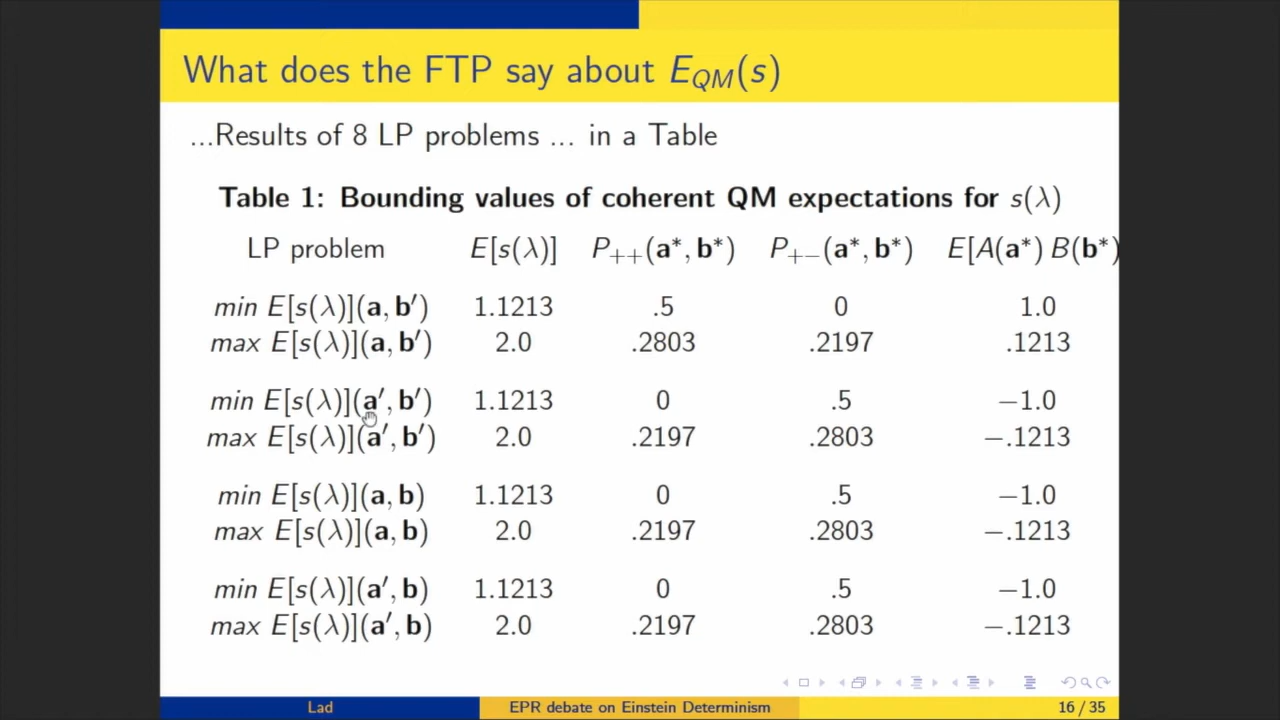 What does the FTP say about E_QM(s)
...Results of 8 LP problems ... in a Table
Table 1: Bounding values of coherent QM expectations for s(λ)
LP problem E[s(λ)] P₊₊(a*, b*) P₊₋(a*, b*) E[A(a*) B(b*)
min E[s(λ)](a, b′) 1.1213 .5 0 1.0
max E[s(λ)](a, b′) 2.0 .2803 .2197 .1213
min E[s(λ)](a′, b′) 1.1213 0 .5 −1.0
max E[s(λ)](a′, b′) 2.0 .2197 .2803 −.1213
min E[s(λ)](a, b) 1.1213 0 .5 −1.0
max E[s(λ)](a, b) 2.0 .2197 .2803 −.1213
min E[s(λ)](a′, b) 1.1213 0 .5 −1.0
max E[s(λ)](a′, b) 2.0 .2197 .2803 −.1213
Lad EPR debate on Einstein Determinism 16 / 35